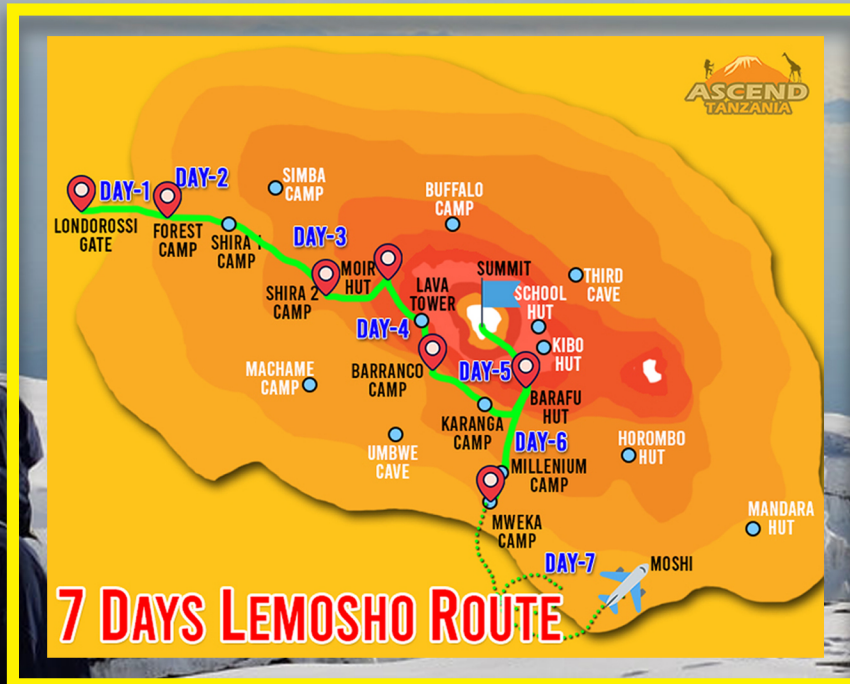 ASCEND
TANZANIA
DAY-1
DAY-2
SIMBA
CAMP
BUFFALO
CAMP
LONDOROSSI
GATE
FOREST
CAMP
SHIRA 1
CAMP
DAY-3
MOIR
HUT
SHIRA 2
CAMP
LAVA
TOWER
SUMMIT
SCHOOL
HUT
THIRD
CAVE
DAY-4
KIBO
HUT
MACHAME
CAMP
BARRANCO
CAMP
DAY-5
BARAFU
HUT
KARANGA
CAMP
UMBWE
CAVE
DAY-6
HOROMBO
HUT
MILLENIUM
CAMP
MWEKA
CAMP
MANDARA
HUT
DAY-7
MOSHI
7 DAYS LEMOSHO ROUTE